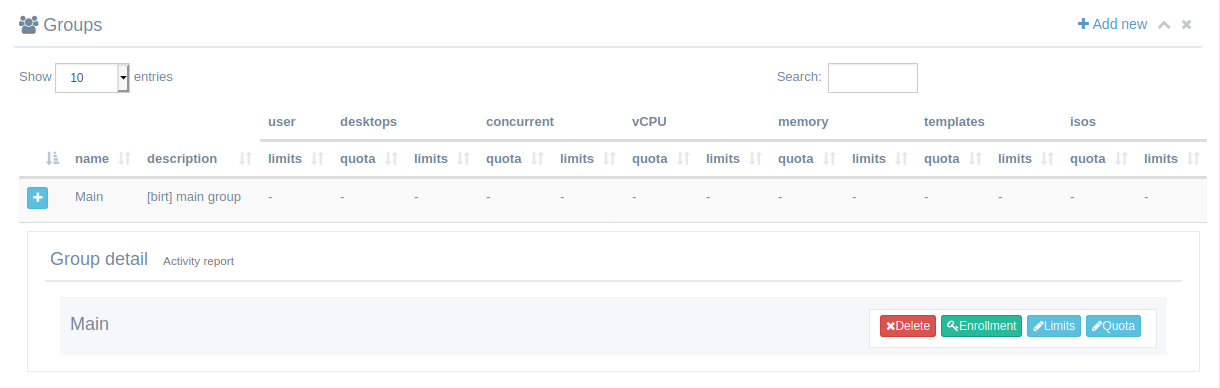 Groups
Add new
Show 10 entries
Search:
user desktops concurrent vCPU memory templates isos
name description limits quota limits quota limits quota limits quota limits quota limits quota limits
Main [birt] main group - - - - - - - - - - - - -
Group detail Activity report
Main
Delete Enrollment Limits Quota